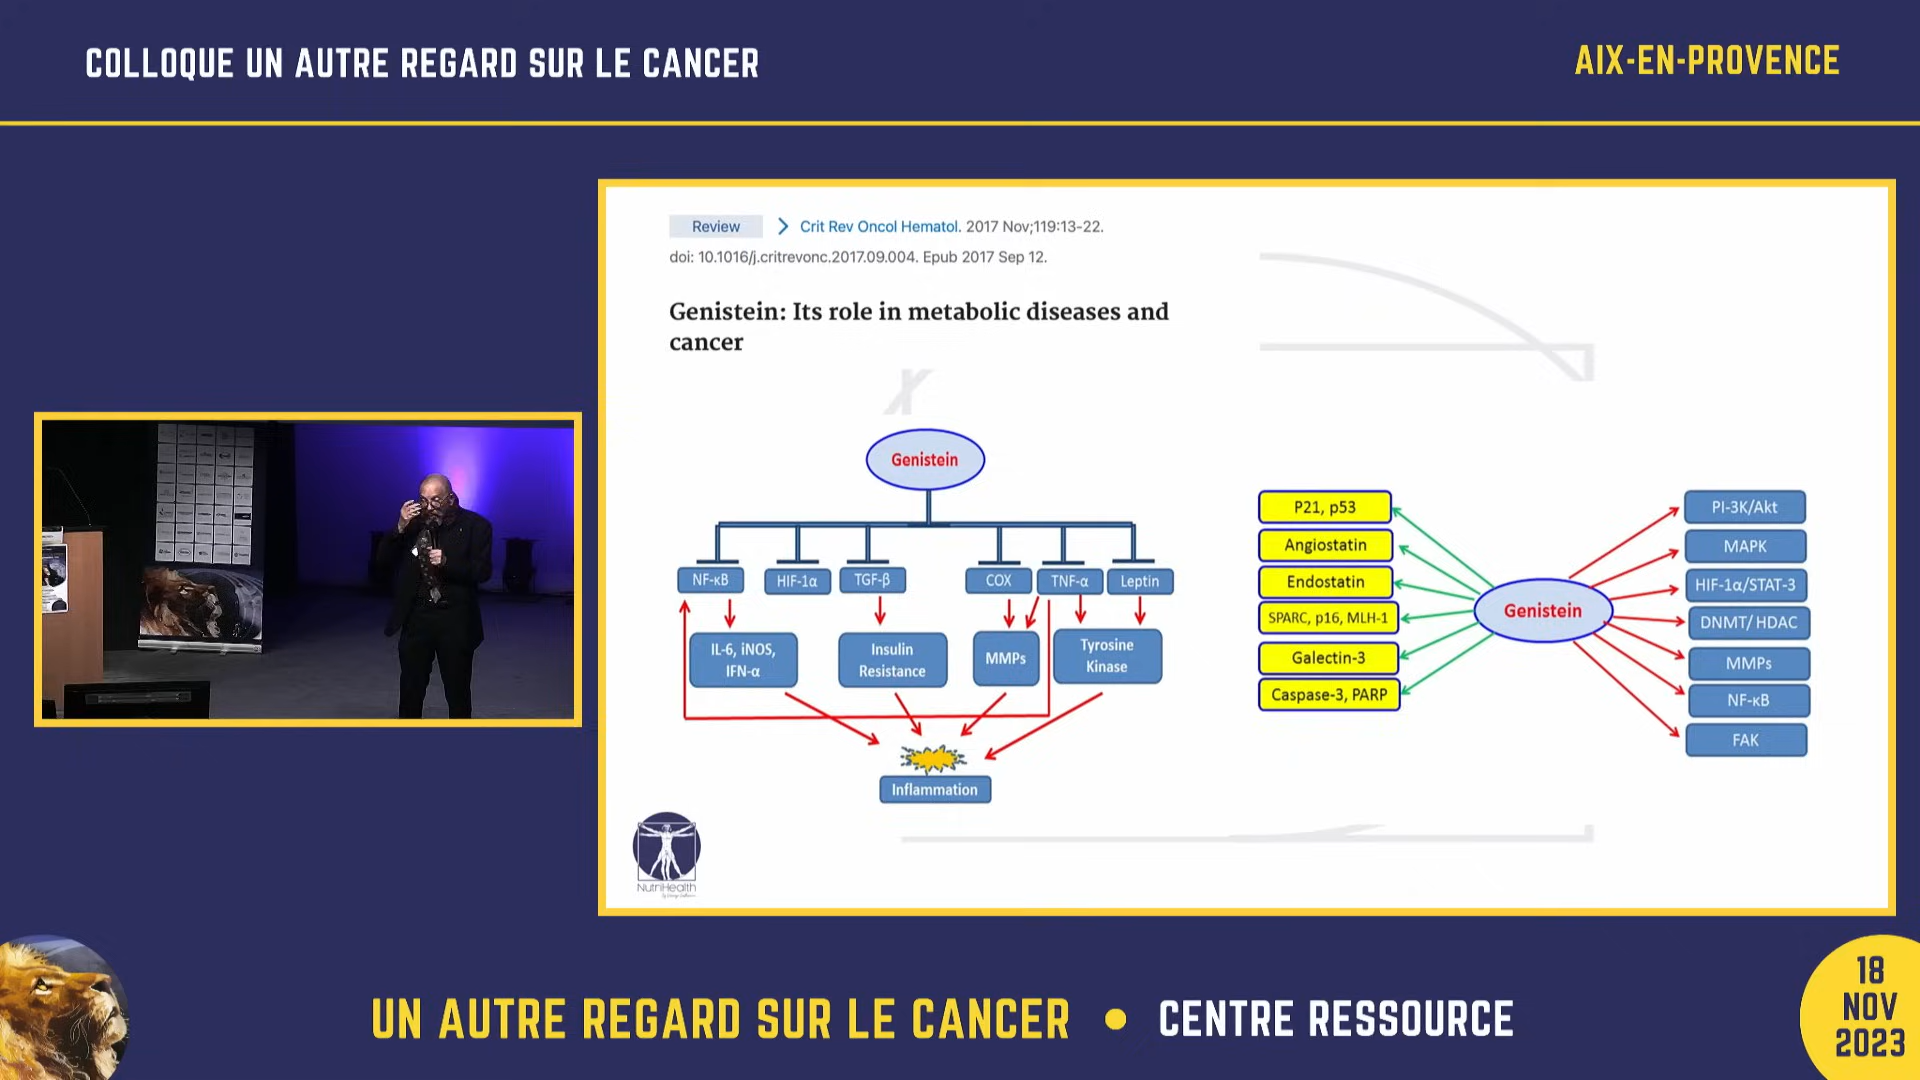 COLLOQUE UN AUTRE REGARD SUR LE CANCER
AIX-EN-PROVENCE
Review
Crit Rev Oncol Hematol. 2017 Nov;119:13-22.
doi: 10.1016/j.critrevonc.2017.09.004. Epub 2017 Sep 12.
Genistein: Its role in metabolic diseases and
cancer
Genistein
NF-κB
HIF-1α
TGF-β
COX
TNF-α
Leptin
IL-6, iNOS,
IFN-α
Insulin
Resistance
MMPs
Tyrosine
Kinase
Inflammation
P21, p53
Angiostatin
Endostatin
SPARC, p16, MLH-1
Galectin-3
Caspase-3, PARP
Genistein
PI-3K/Akt
MAPK
HIF-1α/STAT-3
DNMT/ HDAC
MMPs
NF-κB
FAK
NutriHealth
UN AUTRE REGARD SUR LE CANCER • CENTRE RESSOURCE
18
NOV
2023